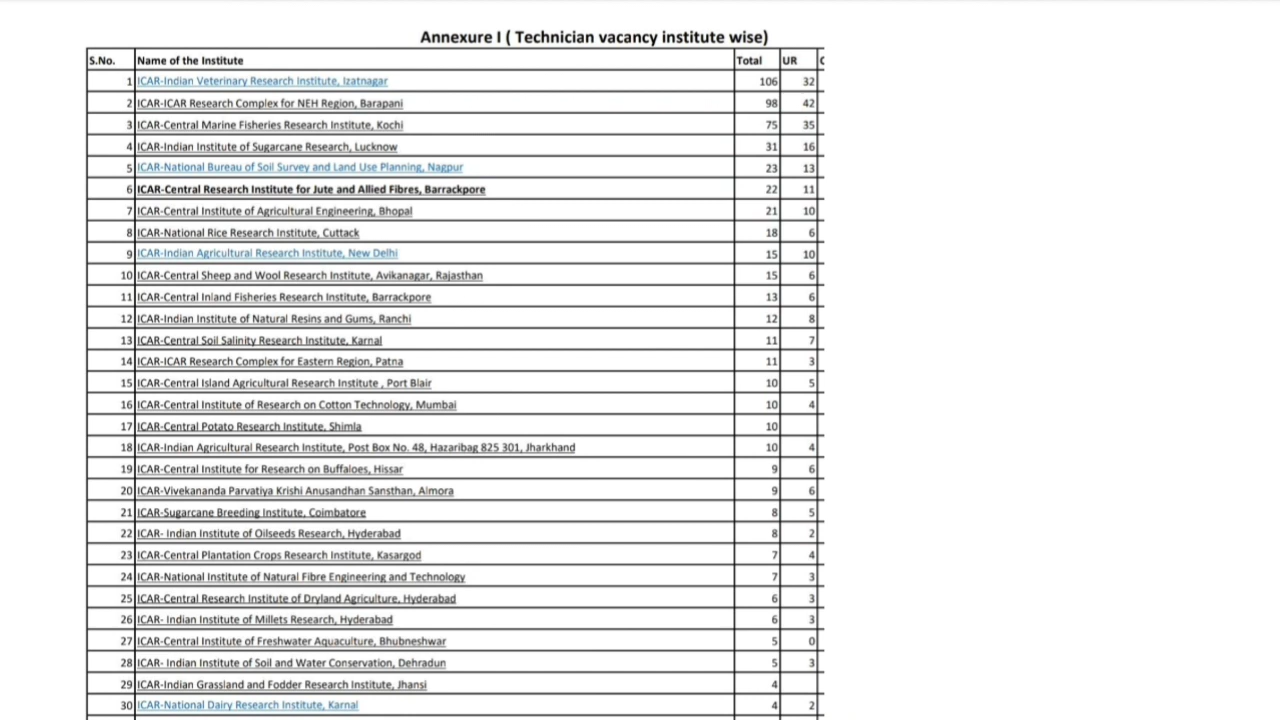 Annexure I ( Technician vacancy institute wise)
S.No. Name of the Institute Total UR
1 ICAR-Indian Veterinary Research Institute, Izatnagar 106 32
2 ICAR-ICAR Research Complex for NEH Region, Barapani 98 42
3 ICAR-Central Marine Fisheries Research Institute, Kochi 75 35
4 ICAR-Indian Institute of Sugarcane Research, Lucknow 31 16
5 ICAR-National Bureau of Soil Survey and Land Use Planning, Nagpur 23 13
6 ICAR-Central Research Institute for Jute and Allied Fibres, Barrackpore 22 11
7 ICAR-Central Institute of Agricultural Engineering, Bhopal 21 10
8 ICAR-National Rice Research Institute, Cuttack 18 6
9 ICAR-Indian Agricultural Research Institute, New Delhi 15 10
10 ICAR-Central Sheep and Wool Research Institute, Avikanagar, Rajasthan 15 6
11 ICAR-Central Inland Fisheries Research Institute, Barrackpore 13 6
12 ICAR-Indian Institute of Natural Resins and Gums, Ranchi 12 8
13 ICAR-Central Soil Salinity Research Institute, Karnal 11 7
14 ICAR-ICAR Research Complex for Eastern Region, Patna 11 3
15 ICAR-Central Island Agricultural Research Institute , Port Blair 10 5
16 ICAR-Central Institute of Research on Cotton Technology, Mumbai 10 4
17 ICAR-Central Potato Research Institute, Shimla 10
18 ICAR-Indian Agricultural Research Institute, Post Box No. 48, Hazaribag 825 301, Jharkhand 10 4
19 ICAR-Central Institute for Research on Buffaloes, Hissar 9 6
20 ICAR-Vivekananda Parvatiya Krishi Anusandhan Sansthan, Almora 9 6
21 ICAR-Sugarcane Breeding Institute, Coimbatore 8 5
22 ICAR- Indian Institute of Oilseeds Research, Hyderabad 8 2
23 ICAR-Central Plantation Crops Research Institute, Kasargod 7 4
24 ICAR-National Institute of Natural Fibre Engineering and Technology 7 3
25 ICAR-Central Research Institute of Dryland Agriculture, Hyderabad 6 3
26 ICAR- Indian Institute of Millets Research, Hyderabad 6 3
27 ICAR-Central Institute of Freshwater Aquaculture, Bhubneshwar 5 0
28 ICAR- Indian Institute of Soil and Water Conservation, Dehradun 5 3
29 ICAR-Indian Grassland and Fodder Research Institute, Jhansi 4
30 ICAR-National Dairy Research Institute, Karnal 4 2